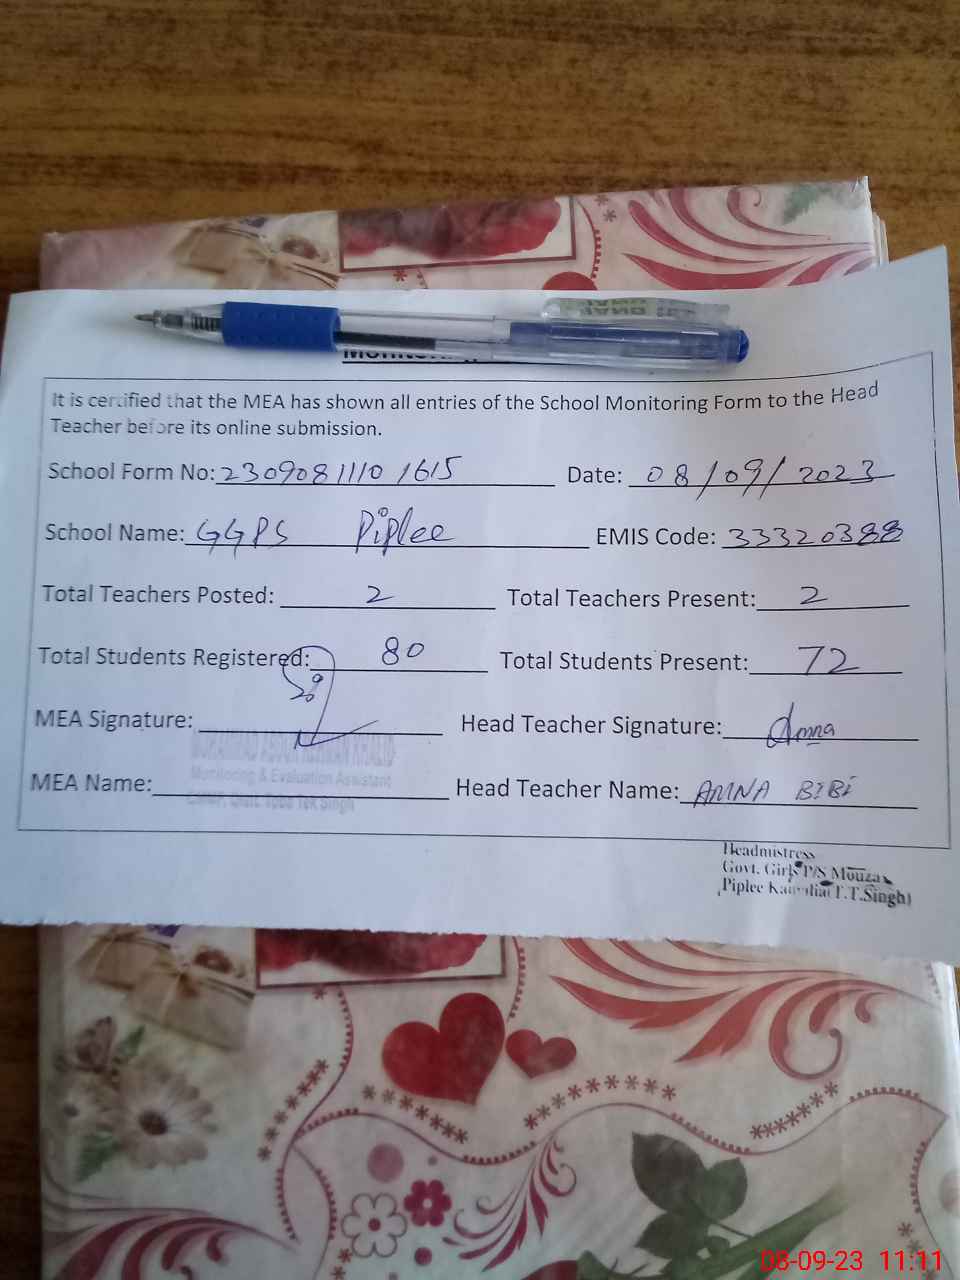 It is certified that the MEA has shown all entries of the School Monitoring Form to the Head
Teacher before its online submission.
School Form No: 2309081110 1615 Date: 08/09/2023
School Name: GGPS Piplee EMIS Code: 33320388
Total Teachers Posted: 2 Total Teachers Present: 2
Total Students Registered: 80 Total Students Present: 72
MEA Signature: Head Teacher Signature: Amna
MEA Name: Head Teacher Name: AMNA BIBI
Monitoring & Evaluation Assistant
Toba Tek Singh
Headmistress
Govt. Girls P/S Mouza
Piplee (T.T.Singh)
08-09-23 11:11